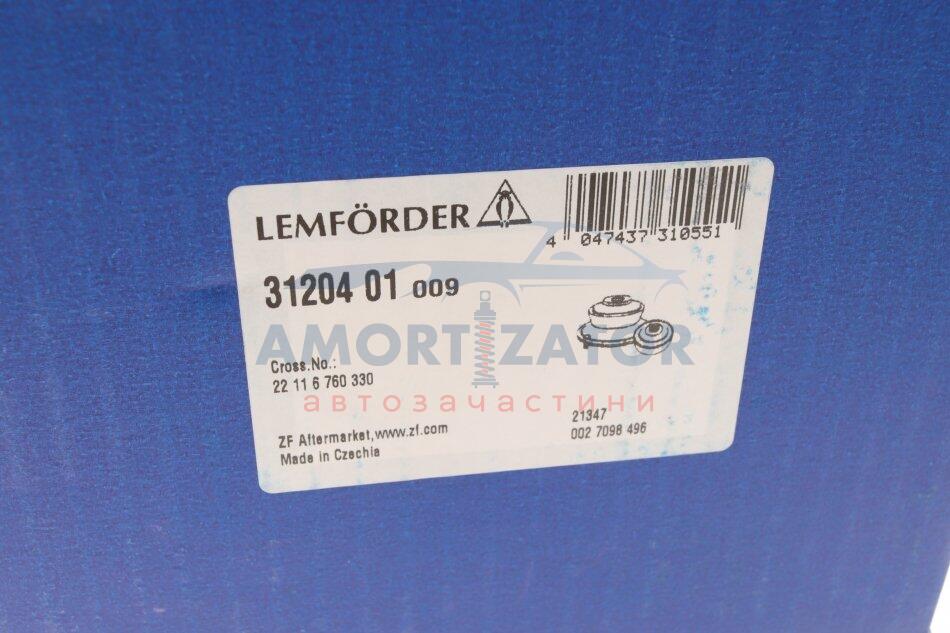 LEMFÖRDER
4 047437 310551
31204 01 009
AMORTIZATOR
автозачастини
Cross.No.:
22 11 6 760 330
21347
002 7098 496
ZF Aftermarket,www.zf.com
Made in Czechia